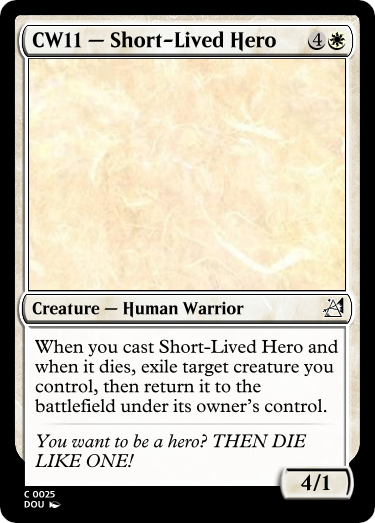 CW11 — Short-Lived Hero 4
Creature — Human Warrior
When you cast Short-Lived Hero and
when it dies, exile target creature you
control, then return it to the
battlefield under its owner's control.
You want to be a hero? THEN DIE
LIKE ONE!
4/1
C 0025
DOU